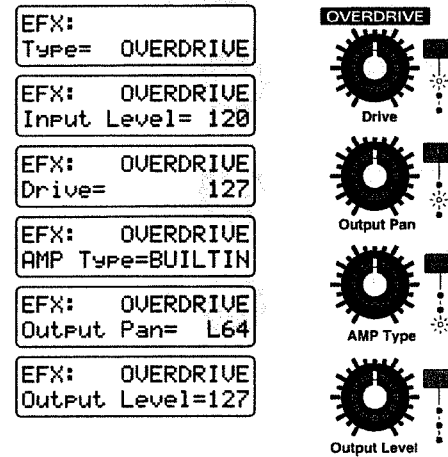 EFX:
Type= OVERDRIVE
EFX: OVERDRIVE
Input Level= 120
EFX: OVERDRIVE
Drive= 127
EFX: OVERDRIVE
AMP Type=BUILTIN
EFX: OVERDRIVE
Output Pan= L64
EFX: OVERDRIVE
Output Level=127
OVERDRIVE
Drive
Output Pan
AMP Type
Output Level